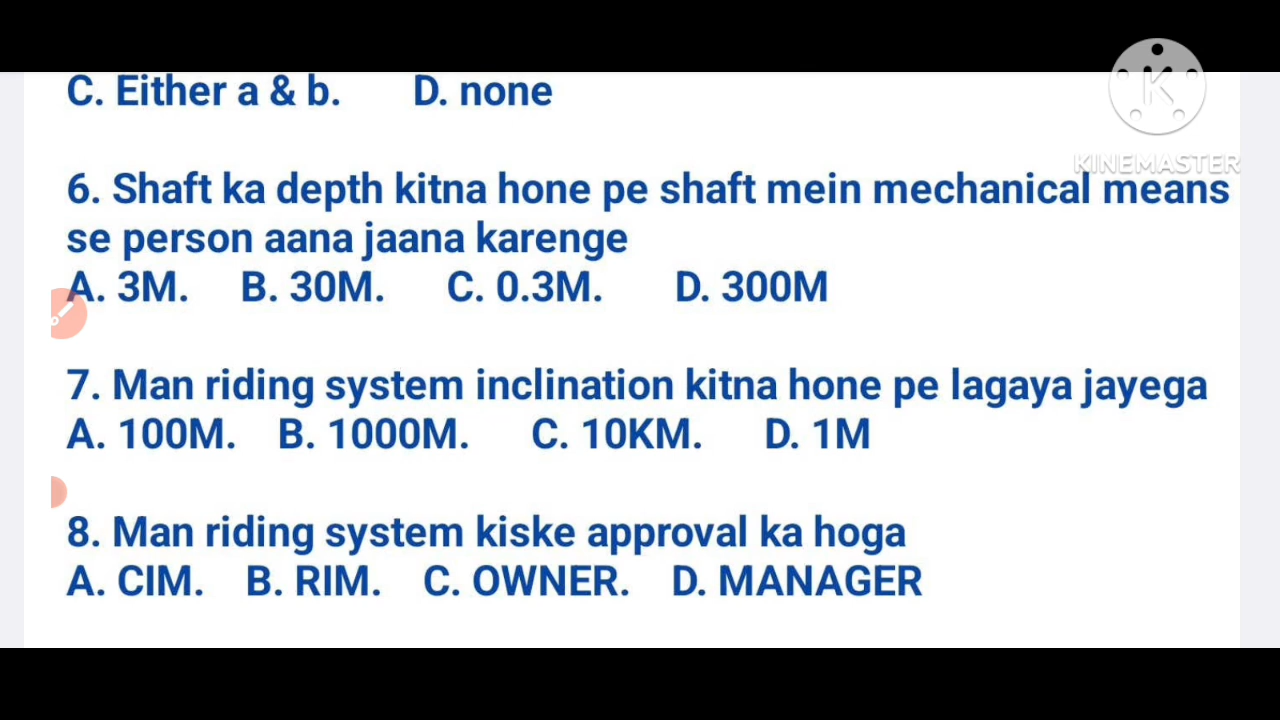 C. Either a & b. D. none
KINEMASTER
6. Shaft ka depth kitna hone pe shaft mein mechanical means
se person aana jaana karenge
A. 3M. B. 30M. C. 0.3M. D. 300M
7. Man riding system inclination kitna hone pe lagaya jayega
A. 100M. B. 1000M. C. 10KM. D. 1M
8. Man riding system kiske approval ka hoga
A. CIM. B. RIM. C. OWNER. D. MANAGER